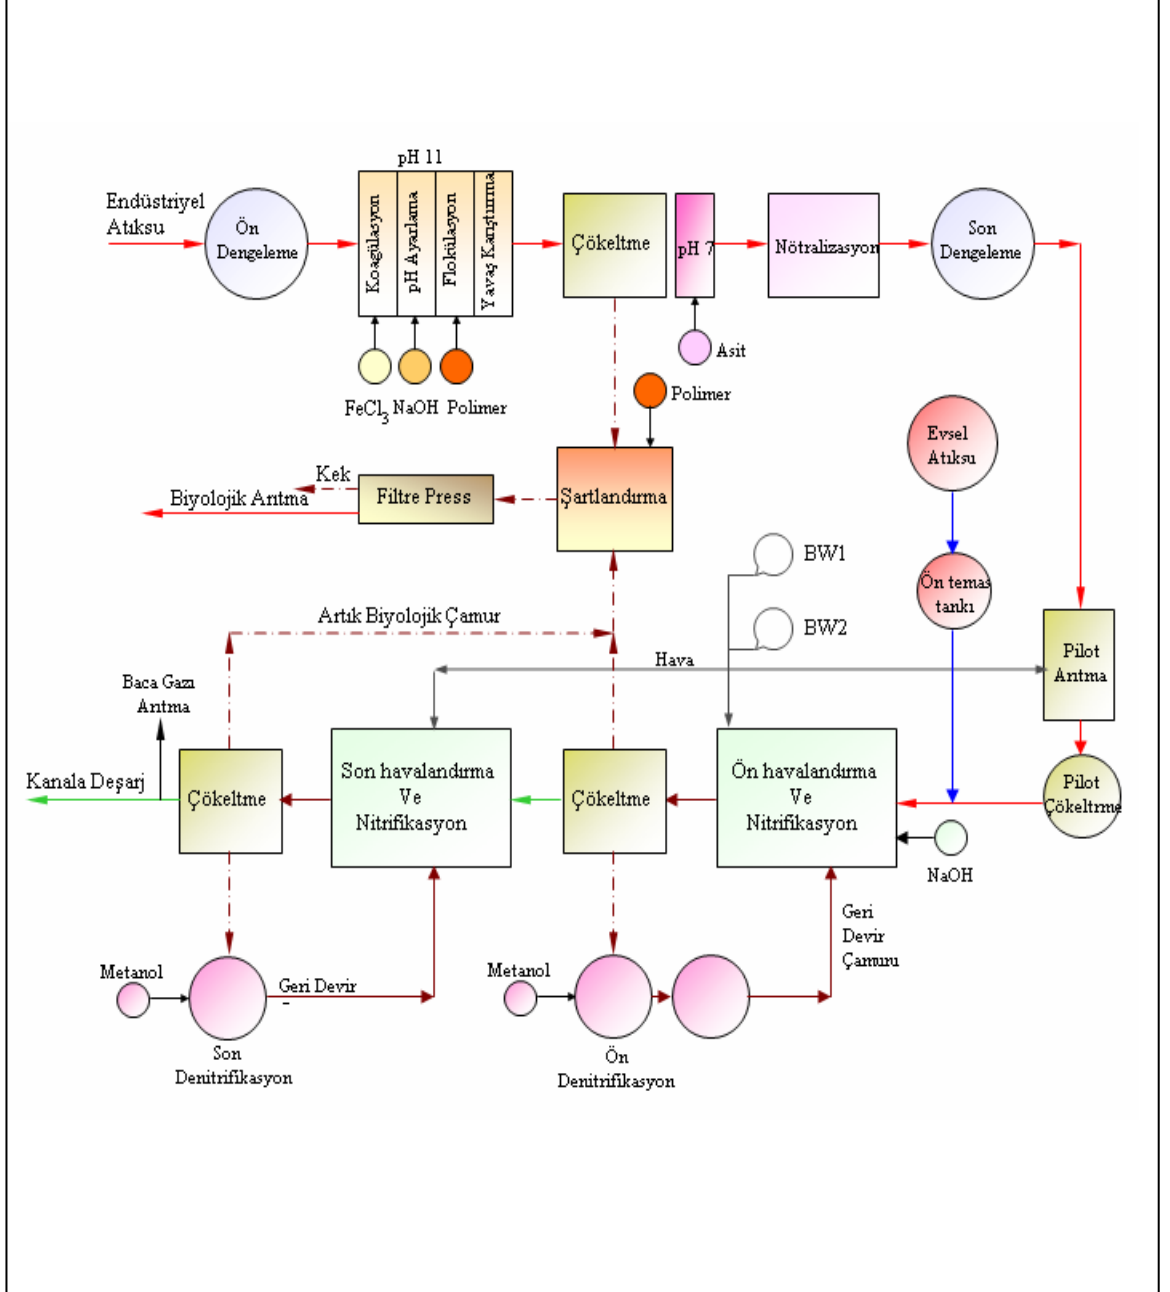 pH 11
Endüstriyel
Atıksu
Ön
Dengeleme
Koagülasyon
pH Ayarlama
Flokülasyon
Yavaş Karıştırma
Çökeltme
pH 7
Nötralizasyon
Son
Dengeleme
Asit
FeCl3
NaOH
Polimer
Polimer
Evsel
Atıksu
Kek
Biyolojik Arıtma
Filtre Press
Şartlandırma
BW1
Ön temas
tankı
Artık Biyolojik Çamur
BW2
Hava
Pilot
Arıtma
Baca Gazı
Arıtma
Kanala Deşarj
Çökeltme
Son havalandırma
Ve
Nitrifikasyon
Çökeltme
Ön havalandırma
Ve
Nitrifikasyon
Pilot
Çökeltrme
NaOH
Geri
Devir
Çamuru
Metanol
Geri Devir
Metanol
Son
Denitrifikasyon
Ön
Denitrifikasyon